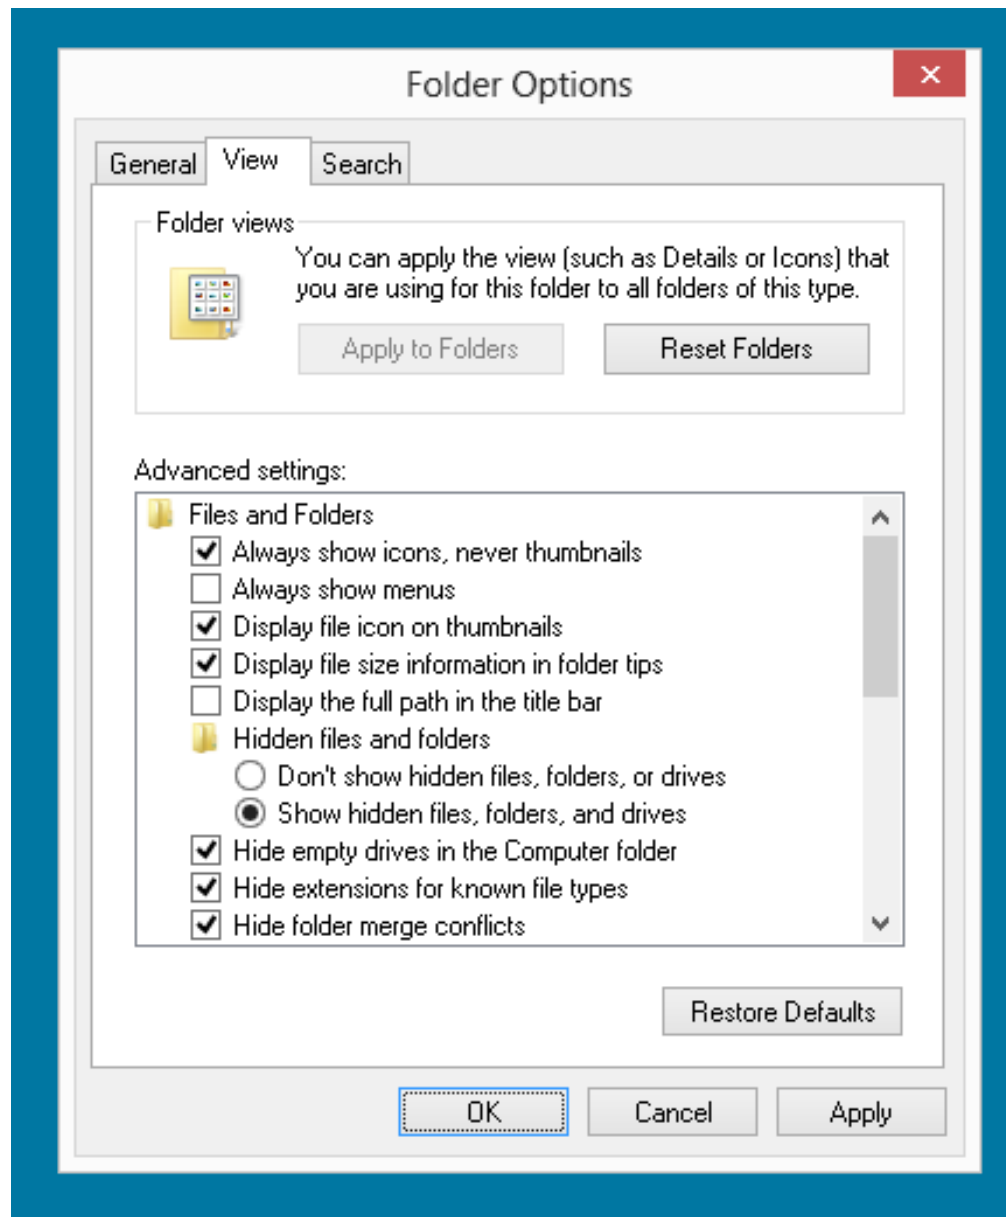 Folder Options
General
View
Search
Folder views
You can apply the view (such as Details or Icons) that
you are using for this folder to all folders of this type.
Apply to Folders
Reset Folders
Advanced settings:
Files and Folders
Always show icons, never thumbnails
Always show menus
Display file icon on thumbnails
Display file size information in folder tips
Display the full path in the title bar
Hidden files and folders
Don't show hidden files, folders, or drives
Show hidden files, folders, and drives
Hide empty drives in the Computer folder
Hide extensions for known file types
Hide folder merge conflicts
Restore Defaults
OK
Cancel
Apply